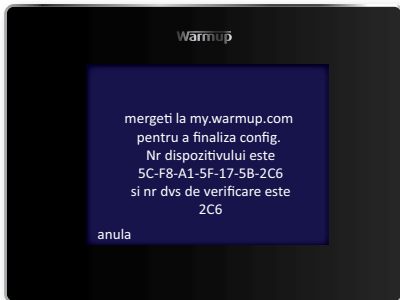 Warmup
mergeti la my.warmup.com
pentru a finaliza config.
Nr dispozitivului este
5C-F8-A1-5F-17-5B-2C6
si nr dvs de verificare este
2C6
anula